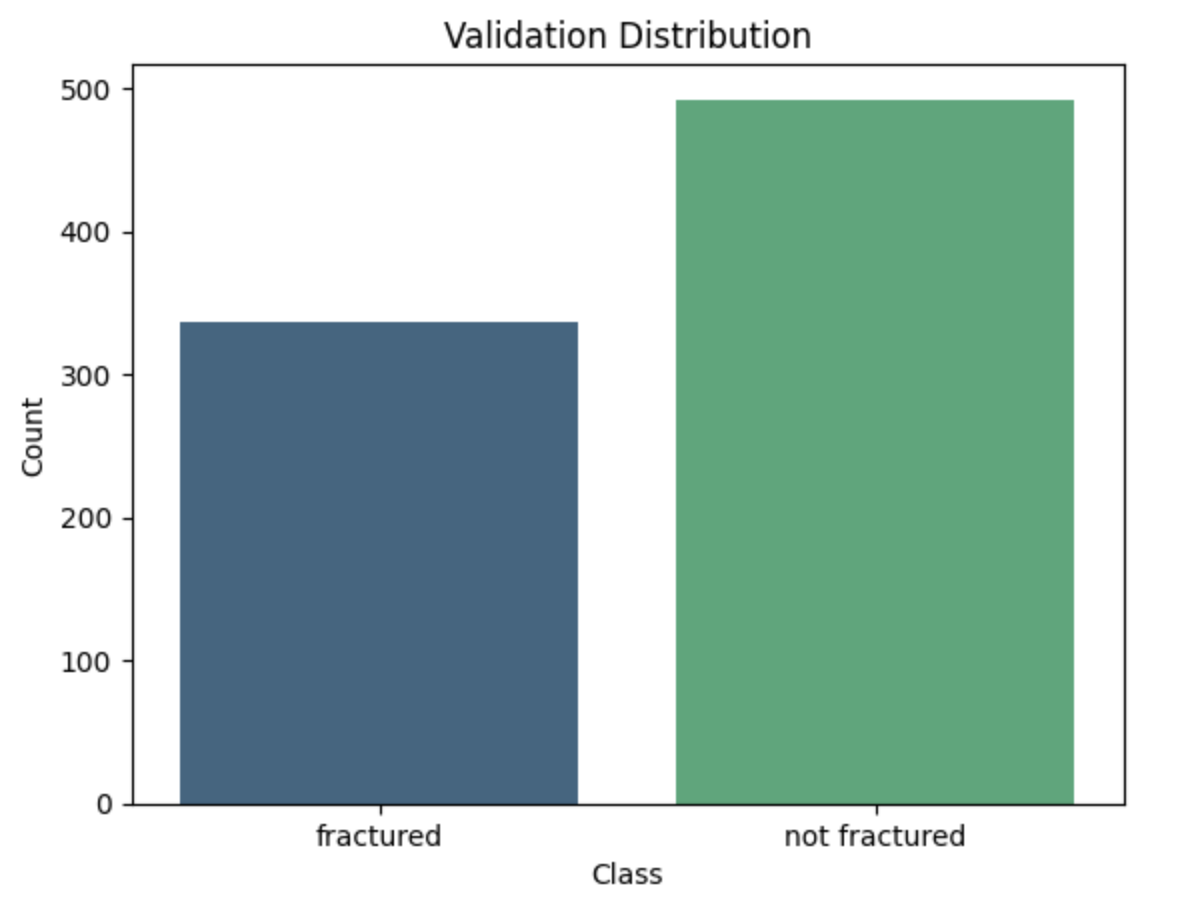 Validation Distribution
500
400
300
200
100
0
Count
fractured
not fractured
Class